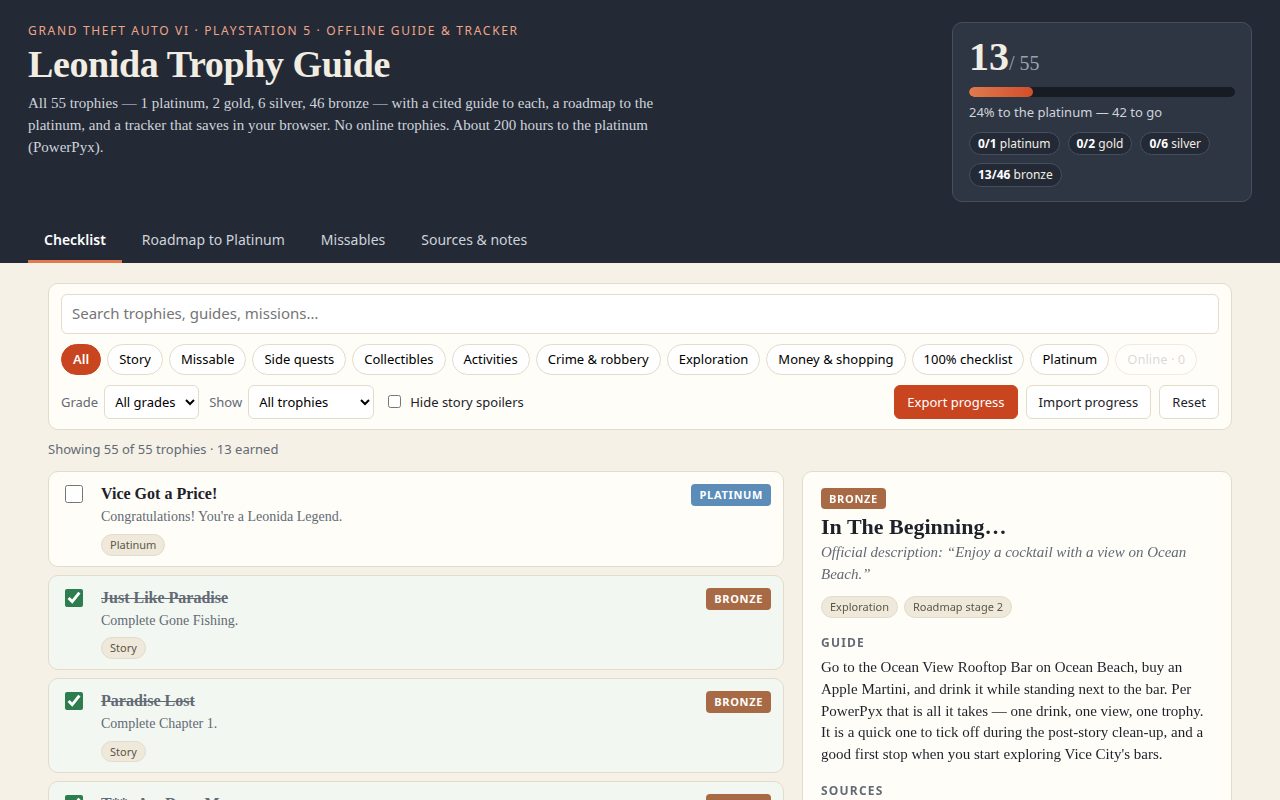 GRAND THEFT AUTO VI · PLAYSTATION 5 · OFFLINE GUIDE & TRACKER
Leonida Trophy Guide
All 55 trophies — 1 platinum, 2 gold, 6 silver, 46 bronze — with a cited guide to each, a roadmap to the
platinum, and a tracker that saves in your browser. No online trophies. About 200 hours to the platinum
(PowerPyx).
13/ 55
24% to the platinum — 42 to go
0/1 platinum 0/2 gold 0/6 silver
13/46 bronze
Checklist Roadmap to Platinum Missables Sources & notes
Search trophies, guides, missions...
All Story Missable Side quests Collectibles Activities Crime & robbery Exploration Money & shopping 100% checklist Platinum Online · 0
Grade All grades Show All trophies Hide story spoilers Export progress Import progress Reset
Showing 55 of 55 trophies · 13 earned
Vice Got a Price! PLATINUM
Congratulations! You're a Leonida Legend.
Platinum
Just Like Paradise BRONZE
Complete Gone Fishing.
Story
Paradise Lost BRONZE
Complete Chapter 1.
Story
BRONZE
In The Beginning…
Official description: “Enjoy a cocktail with a view on Ocean
Beach.”
Exploration Roadmap stage 2
GUIDE
Go to the Ocean View Rooftop Bar on Ocean Beach, buy an
Apple Martini, and drink it while standing next to the bar. Per
PowerPyx that is all it takes — one drink, one view, one trophy.
It is a quick one to tick off during the post-story clean-up, and a
good first stop when you start exploring Vice City's bars.
SOURCES